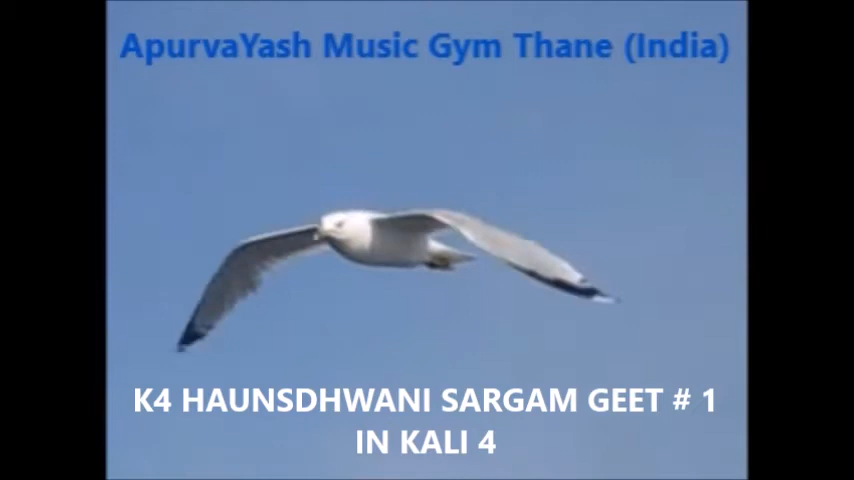 ApurvaYash Music Gym Thane (India)
K4 HAUNSDHWANI SARGAM GEET # 1
IN KALI 4